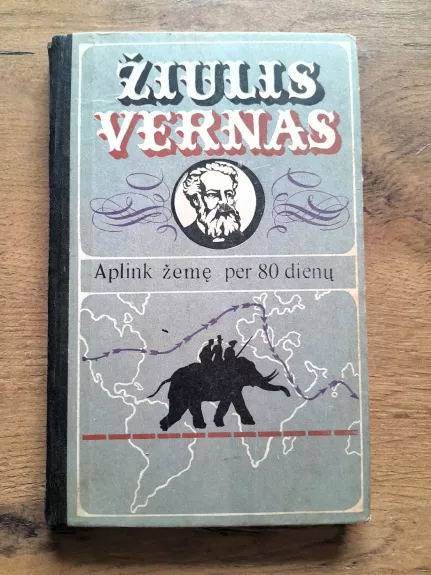 ŽIULIS
VERNAS
Aplink žemę per 80 dienų